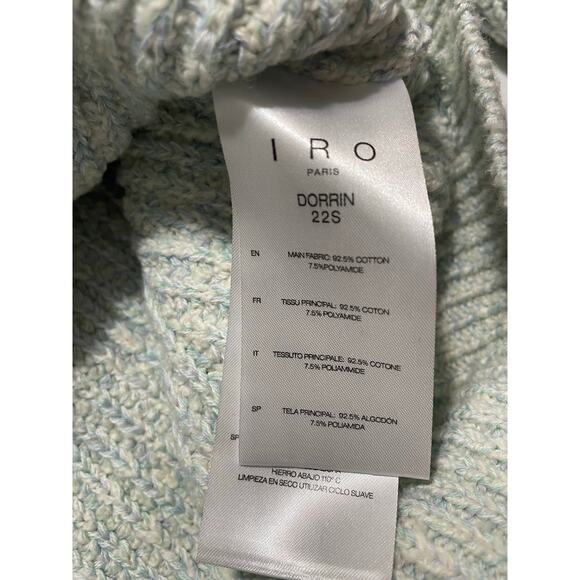 IRO
PARIS
DORRIN
22S
EN MAIN FABRIC: 92.5% COTTON
7.5%POLYAMIDE
FR TISSU PRINCIPAL: 92.5% COTON
7.5% POLYAMIDE
IT TESSUTO PRINCIPALE: 92.5% COTONE
7.5% POLIAMMIDE
SP TELA PRINCIPAL: 92.5% ALGODÓN
7.5% POLIAMIDA
SP
HIERRO ABAJO 110° C
LIMPIEZA EN SECO UTILIZAR CICLO SUAVE